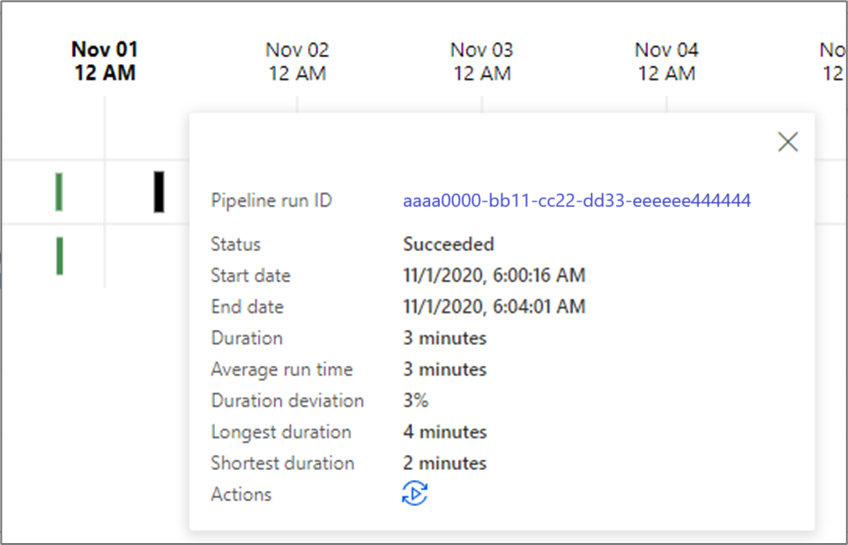 Nov 01 Nov 02 Nov 03 Nov 04 No
12 AM 12 AM 12 AM 12 AM 12
Pipeline run ID aaaa0000-bb11-cc22-dd33-eeeeee444444
Status Succeeded
Start date 11/1/2020, 6:00:16 AM
End date 11/1/2020, 6:04:01 AM
Duration 3 minutes
Average run time 3 minutes
Duration deviation 3%
Longest duration 4 minutes
Shortest duration 2 minutes
Actions